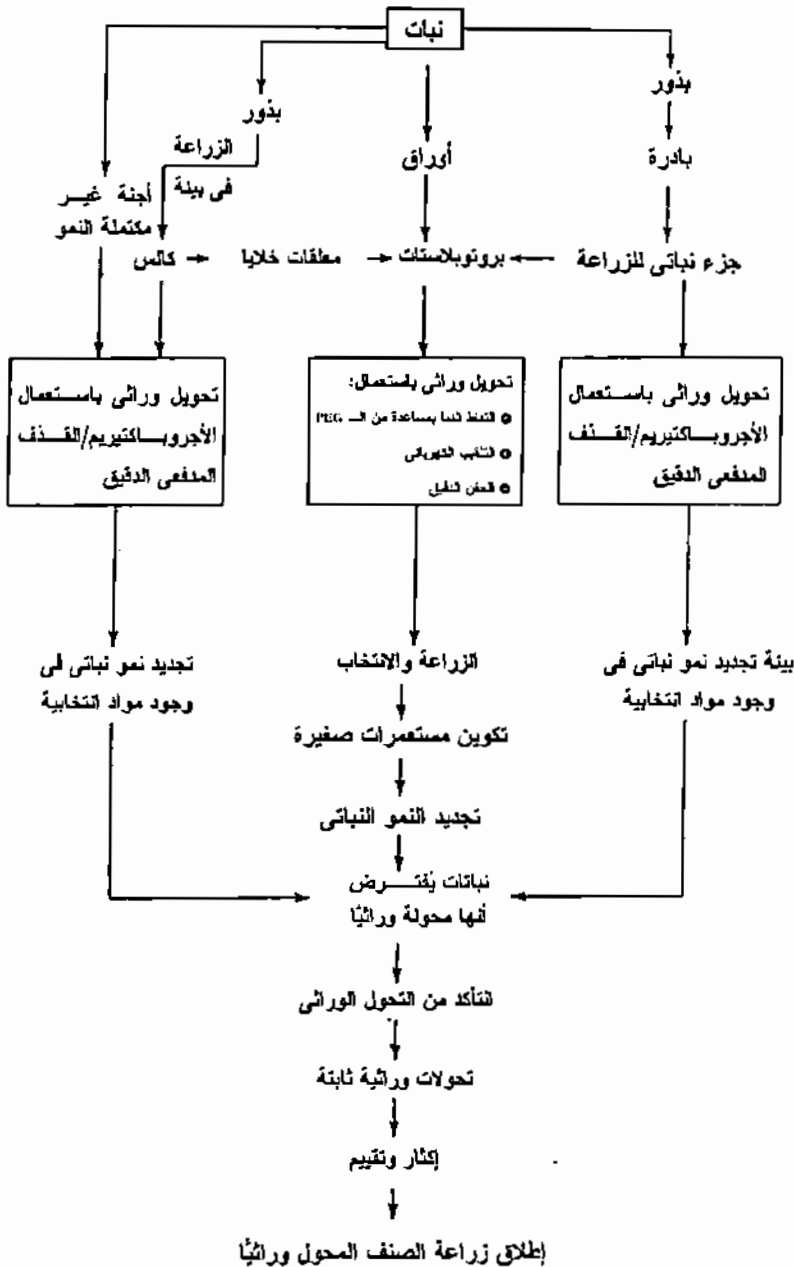 نبات
بذور
بذور
الزراعة
فى بيئة
أوراق
بادرة
أجنة غير
مكتملة النمو
كالس
معلقات خلايا
بروتوبلاستات
جزء نباتى للزراعة
تحويل وراثى باستعمال
الأجروباكتيريم/القذف
المدفعى الدقيق
تحويل وراثى باستعمال:
بمساعدة من الـ PEG
تحويل وراثى باستعمال
الأجروباكتيريم/القذف
المدفعى الدقيق
تجديد نمو نباتى فى
وجود مواد انتخابية
الزراعة والانتخاب
بيئة تجديد نمو نباتى فى
وجود مواد انتخابية
تكوين مستعمرات صغيرة
تجديد النمو النباتى
نباتات يُفترض
أنها محولة وراثيًّا
التأكد من التحول الوراثى
تحولات وراثية ثابتة
إكثار وتقييم
إطلاق زراعة الصنف المحول وراثيًّا